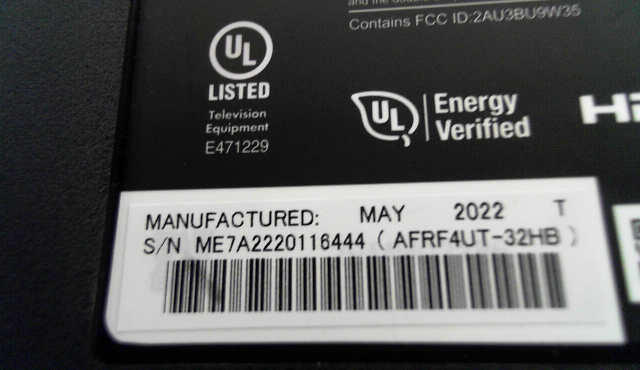 Contains FCC ID:2AU3BU9W35
UL
LISTED
Television
Equipment
E471229
UL
Energy
Verified
MANUFACTURED: MAY 2022 T
S/N ME7A2220116444 ( AFRF4UT-32HB )